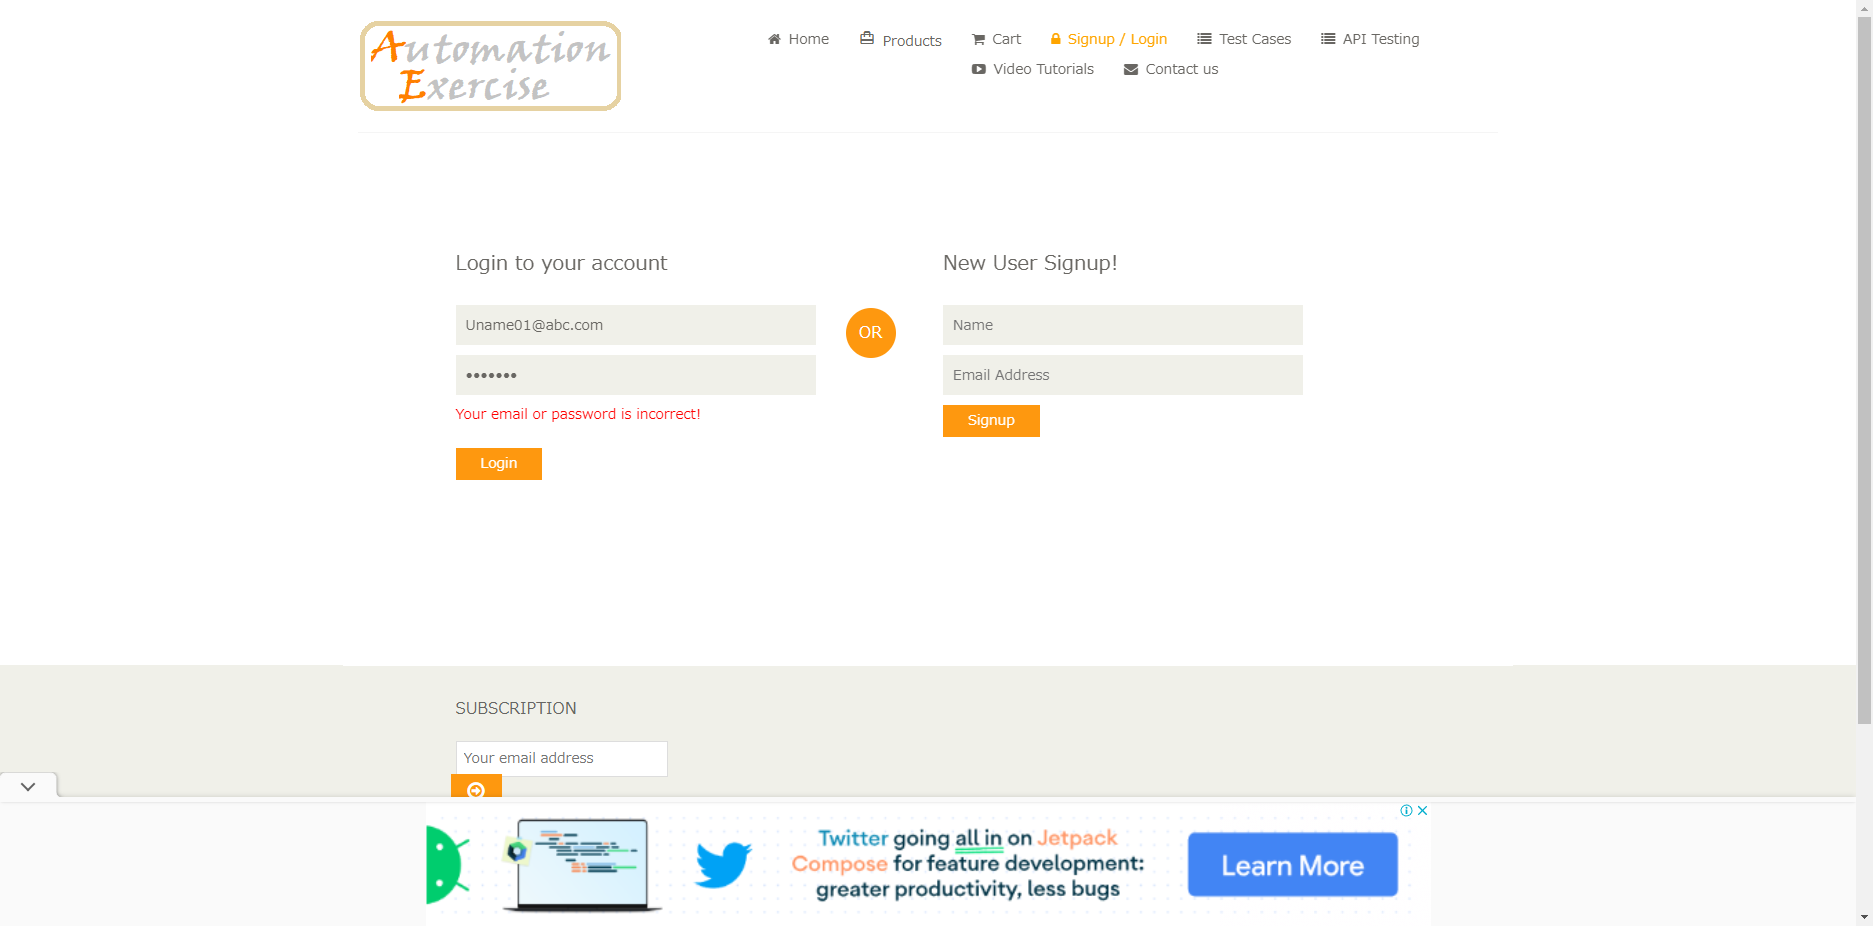 Automation
Exercise
Home
Products
Cart
Signup / Login
Test Cases
API Testing
Video Tutorials
Contact us
Login to your account
Uname01@abc.com
•••••••
Your email or password is incorrect!
Login
OR
New User Signup!
Name
Email Address
Signup
SUBSCRIPTION
Your email address
Twitter going all in on Jetpack
Compose for feature development:
greater productivity, less bugs
Learn More